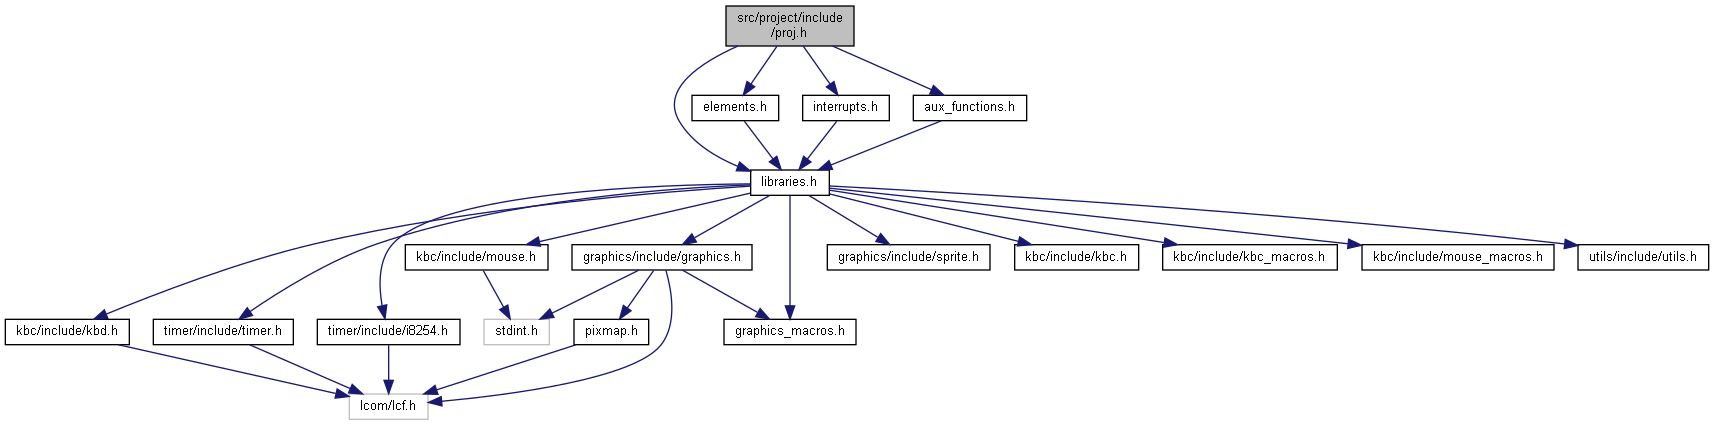 src/project/include
/proj.h
elements.h
interrupts.h
aux_functions.h
libraries.h
kbc/include/mouse.h
graphics/include/graphics.h
graphics/include/sprite.h
kbc/include/kbc.h
kbc/include/kbc_macros.h
kbc/include/mouse_macros.h
utils/include/utils.h
kbc/include/kbd.h
timer/include/timer.h
timer/include/i8254.h
stdint.h
pixmap.h
graphics_macros.h
lcom/lcf.h